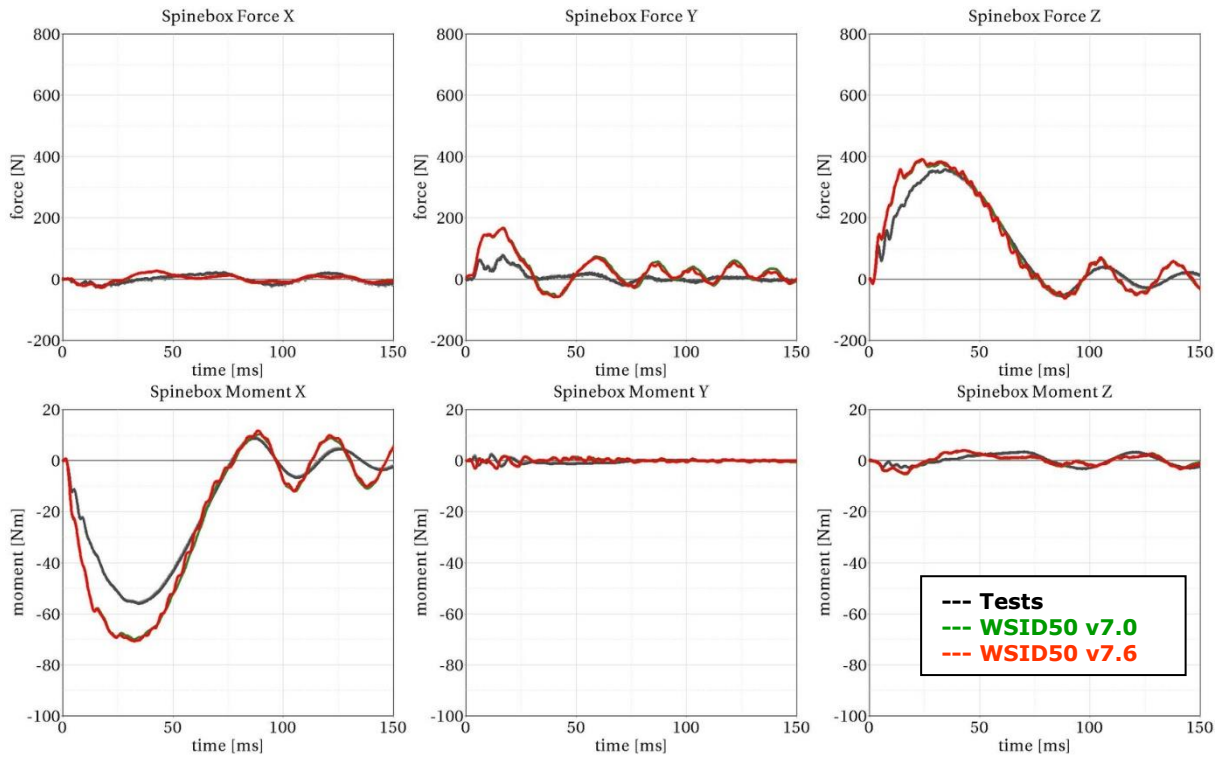 Spinebox Force X
800
600
400
200
0
-200
force [N]
0 50 100 150
time [ms]
Spinebox Force Y
800
600
400
200
0
-200
force [N]
0 50 100 150
time [ms]
Spinebox Force Z
800
600
400
200
0
-200
force [N]
0 50 100 150
time [ms]
Spinebox Moment X
20
0
-20
-40
-60
-80
-100
moment [Nm]
0 50 100 150
time [ms]
Spinebox Moment Y
20
0
-20
-40
-60
-80
-100
moment [Nm]
0 50 100 150
time [ms]
Spinebox Moment Z
20
0
-20
-40
-60
-80
-100
moment [Nm]
0 50 100 150
time [ms]
--- Tests
--- WSID50 v7.0
--- WSID50 v7.6